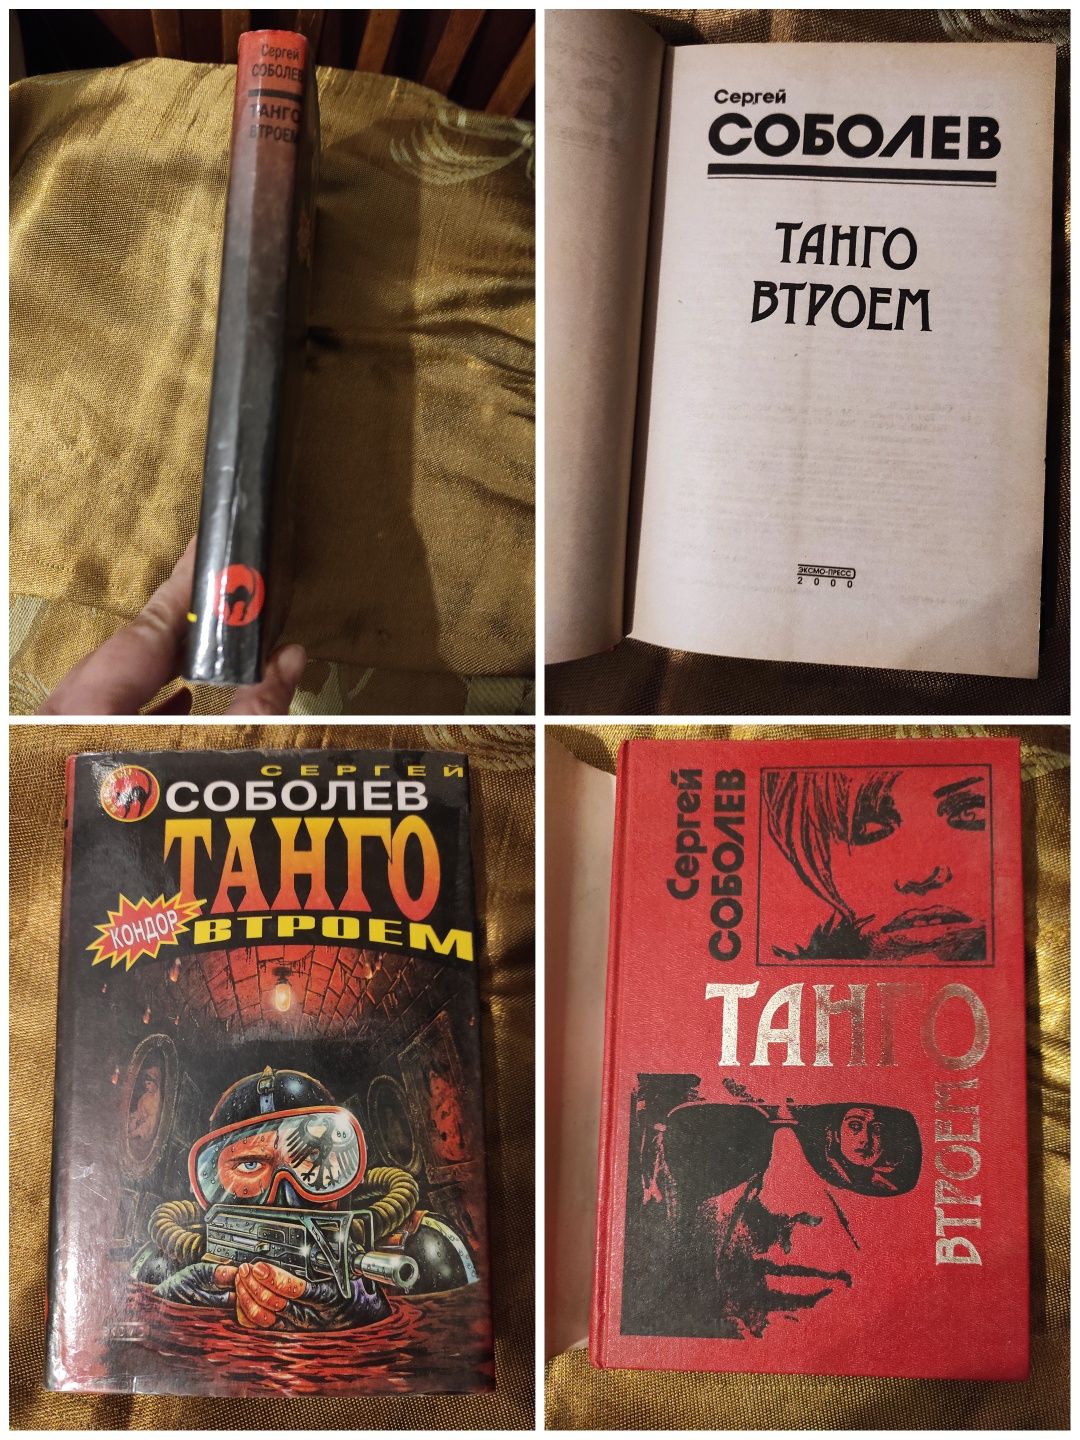 Сергей
СОБОЛЕВ
ТАНГО
ВТРОЕМ
Сергей
СОБОЛЕВ
ТАНГО
ВТРОЕМ
ЭКСМО-ПРЕСС
2000
СЕРГЕЙ
СОБОЛЕВ
ТАНГО
КОНДОР
ВТРОЕМ
Сергей
СОБОЛЕВ
ТАНГО
ВТРОЕМ